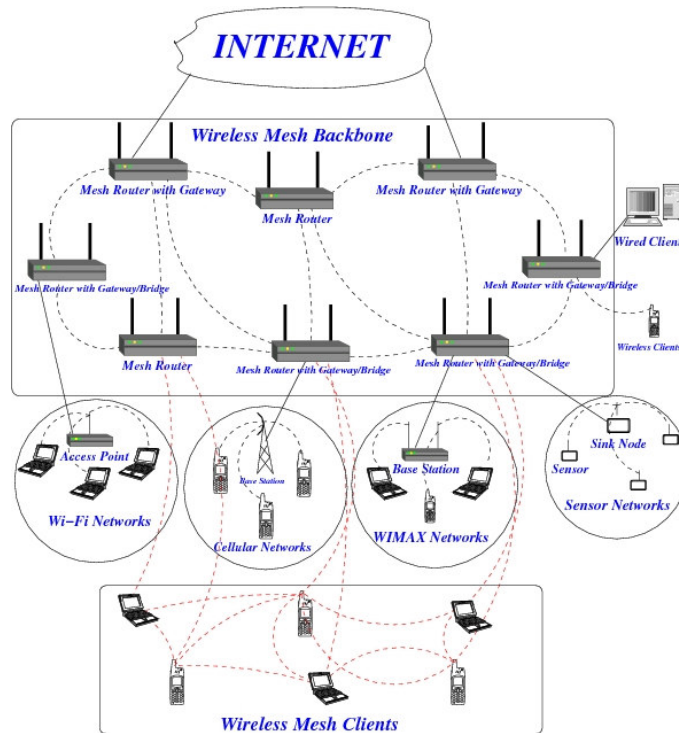 INTERNET
Wireless Mesh Backbone
Mesh Router with Gateway
Mesh Router with Gateway
Mesh Router
Wired Client
Mesh Router with Gateway/Bridge
Mesh Router with Gateway/Bridge
Wireless Clients
Mesh Router
Mesh Router with Gateway/Bridge
Mesh Router with Gateway/Bridge
Access Point
Base Station
Base Station
Sink Node
Sensor
Sensor
Wi-Fi Networks
Cellular Networks
WIMAX Networks
Sensor Networks
Wireless Mesh Clients